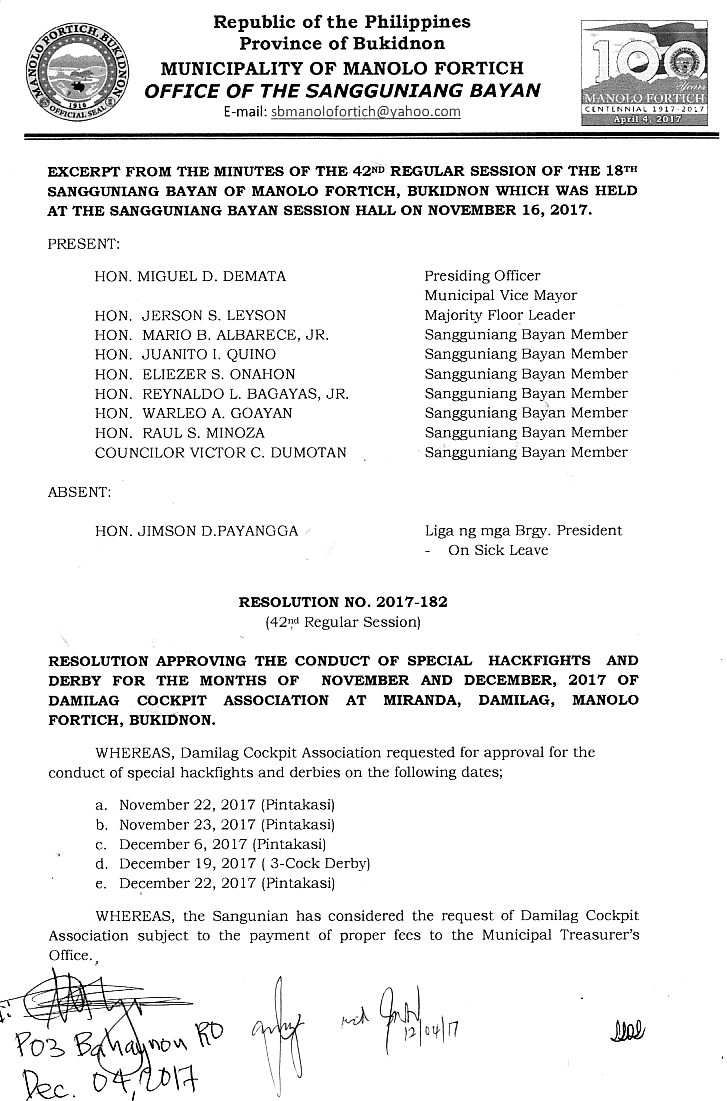 Republic of the Philippines
Province of Bukidnon
MUNICIPALITY OF MANOLO FORTICH
OFFICE OF THE SANGGUNIANG BAYAN
E-mail: sbmanolofortich@yahoo.com
MANOLO FORTICH, BUKIDNON
OFFICIAL SEAL
100
Years
MANOLO FORTICH
CENTENNIAL 1917-2017
April 4, 2017
EXCERPT FROM THE MINUTES OF THE 42ND REGULAR SESSION OF THE 18TH
SANGGUNIANG BAYAN OF MANOLO FORTICH, BUKIDNON WHICH WAS HELD
AT THE SANGGUNIANG BAYAN SESSION HALL ON NOVEMBER 16, 2017.
PRESENT:
HON. MIGUEL D. DEMATA Presiding Officer
Municipal Vice Mayor
HON. JERSON S. LEYSON Majority Floor Leader
HON. MARIO B. ALBARECE, JR. Sangguniang Bayan Member
HON. JUANITO I. QUINO Sangguniang Bayan Member
HON. ELIEZER S. ONAHON Sangguniang Bayan Member
HON. REYNALDO L. BAGAYAS, JR. Sangguniang Bayan Member
HON. WARLEO A. GOAYAN Sangguniang Bayan Member
HON. RAUL S. MINOZA Sangguniang Bayan Member
COUNCILOR VICTOR C. DUMOTAN Sangguniang Bayan Member
ABSENT:
HON. JIMSON D.PAYANGGA Liga ng mga Brgy. President
- On Sick Leave
RESOLUTION NO. 2017-182
(42nd Regular Session)
RESOLUTION APPROVING THE CONDUCT OF SPECIAL HACKFIGHTS AND
DERBY FOR THE MONTHS OF NOVEMBER AND DECEMBER, 2017 OF
DAMILAG COCKPIT ASSOCIATION AT MIRANDA, DAMILAG, MANOLO
FORTICH, BUKIDNON.
WHEREAS, Damilag Cockpit Association requested for approval for the
conduct of special hackfights and derbies on the following dates;
a. November 22, 2017 (Pintakasi)
b. November 23, 2017 (Pintakasi)
c. December 6, 2017 (Pintakasi)
d. December 19, 2017 ( 3-Cock Derby)
e. December 22, 2017 (Pintakasi)
WHEREAS, the Sangunian has considered the request of Damilag Cockpit
Association subject to the payment of proper fees to the Municipal Treasurer's
Office.
12/04/17
PO3 Bahaynon RD
Dec. 04, 2017